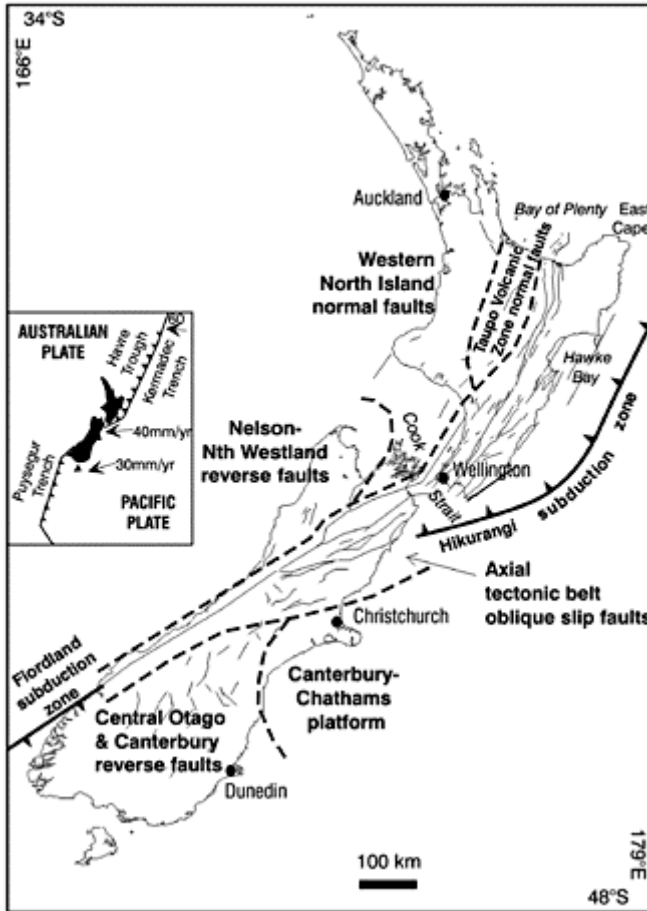 34°S
166°E
Auckland
Bay of Plenty
East
Cape
Western
North Island
normal faults
Taupo Volcanic
Zone normal faults
Hawke
Bay
AUSTRALIAN
PLATE
Havre
Trough
Kermadec
Trench
40mm/yr
30mm/yr
Puysegur
Trench
PACIFIC
PLATE
Nelson-
Nth Westland
reverse faults
Cook
Strait
Wellington
Hikurangi
subduction
zone
Axial
tectonic belt
oblique slip faults
Christchurch
Fiordland
subduction
zone
Canterbury-
Chathams
platform
Central Otago
& Canterbury
reverse faults
Dunedin
100 km
179°E
48°S